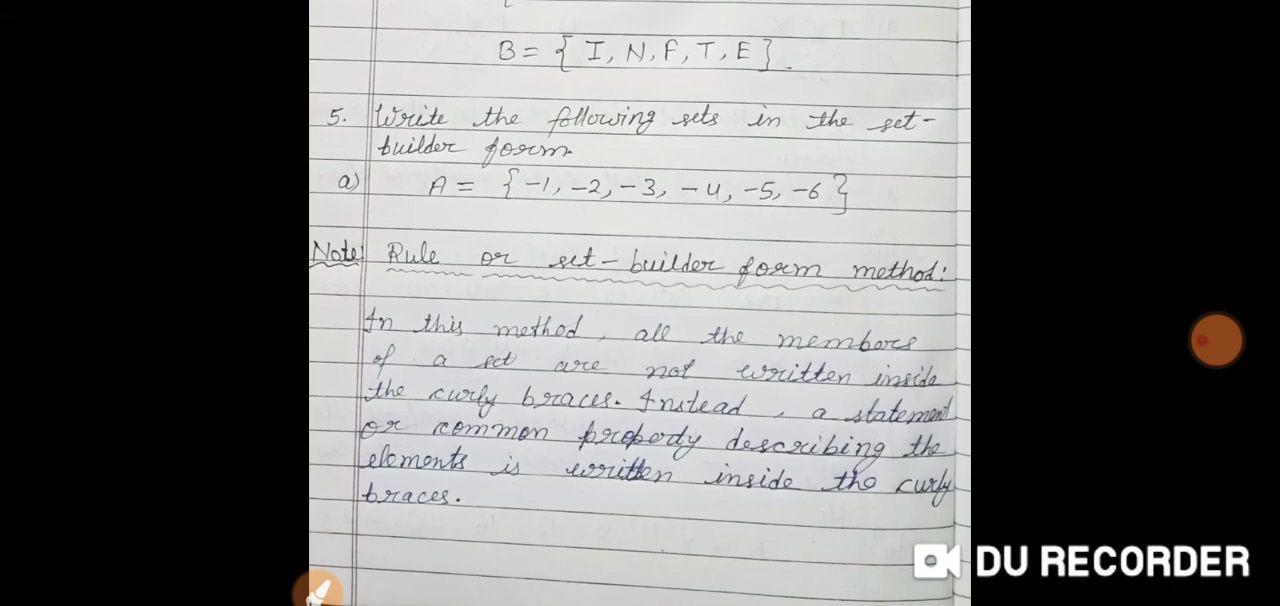 B = { I, N, F, T, E }.
5. Write the following sets in the set-
builder form.
a) A = { -1, -2, -3, -4, -5, -6 }
Note: Rule or set-builder form method:
In this method, all the members
of a set are not written inside
the curly braces. Instead, a statement
or common property describing the
elements is written inside the curly
braces.
DU RECORDER